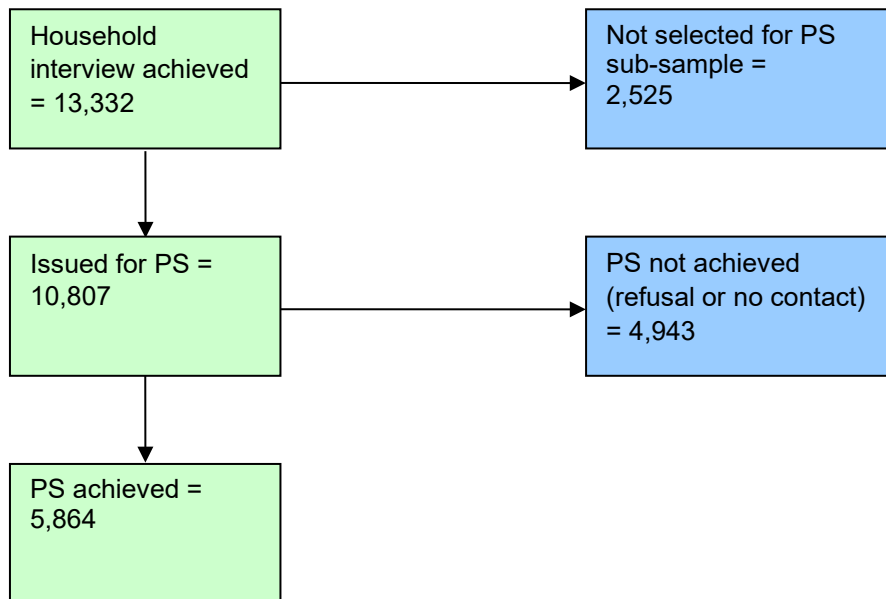 Household
interview achieved
= 13,332
Not selected for PS
sub-sample =
2,525
Issued for PS =
10,807
PS not achieved
(refusal or no contact)
= 4,943
PS achieved =
5,864